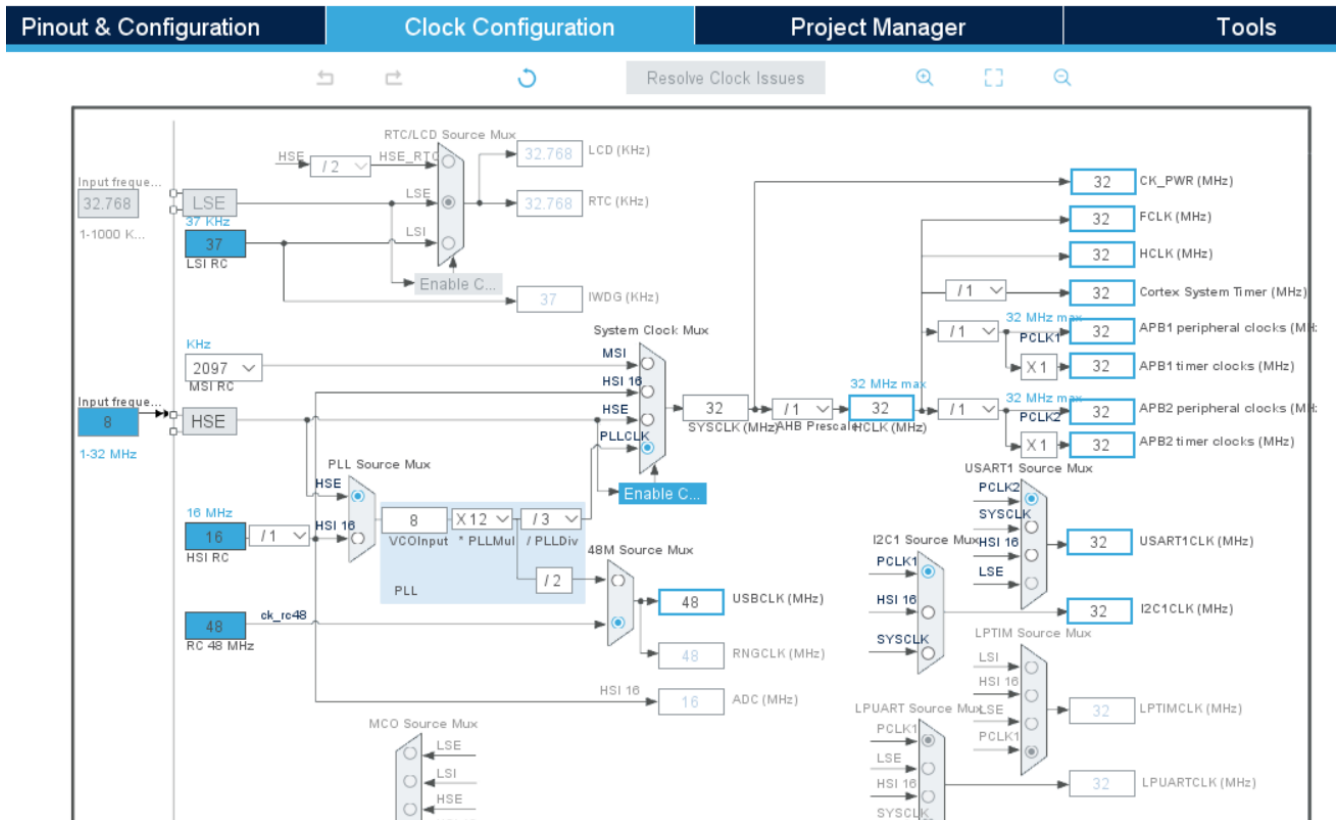 Pinout & Configuration
Clock Configuration
Project Manager
Tools
Resolve Clock Issues
RTC/LCD Source Mux
HSE
/ 2
HSE_RTC
32.768
LCD (KHz)
Input freque...
32.768
1-1000 K...
LSE
37 KHz
37
LSI RC
LSE
32.768
RTC (KHz)
LSI
Enable C...
37
IWDG (KHz)
KHz
2097
MSI RC
Input freque...
8
1-32 MHz
HSE
16 MHz
16
HSI RC
/ 1
48
RC 48 MHz
ck_rc48
PLL Source Mux
HSE
HSI 16
8
VCOInput
X 12
* PLLMul
/ 3
/ PLLDiv
/ 2
PLL
System Clock Mux
MSI
HSI 16
HSE
PLLCLK
Enable C...
48M Source Mux
48
USBCLK (MHz)
48
RNGCLK (MHz)
HSI 16
16
ADC (MHz)
MCO Source Mux
LSE
LSI
HSE
32
SYSCLK (MHz)
/ 1
AHB Prescaler
32 MHz max
32
HCLK (MHz)
32
CK_PWR (MHz)
32
FCLK (MHz)
32
HCLK (MHz)
/ 1
32
Cortex System Timer (MHz)
/ 1
32 MHz max
PCLK1
32
APB1 peripheral clocks (MH:
X 1
32
APB1 timer clocks (MHz)
/ 1
32 MHz max
PCLK2
32
APB2 peripheral clocks (MH:
X 1
32
APB2 timer clocks (MHz)
USART1 Source Mux
PCLK2
SYSCLK
HSI 16
LSE
32
USART1CLK (MHz)
I2C1 Source Mux
PCLK1
HSI 16
SYSCLK
32
I2C1CLK (MHz)
LPTIM Source Mux
LSI
HSI 16
LSE
PCLK1
32
LPTIMCLK (MHz)
LPUART Source Mux
PCLK1
LSE
HSI 16
SYSCLK
32
LPUARTCLK (MHz)